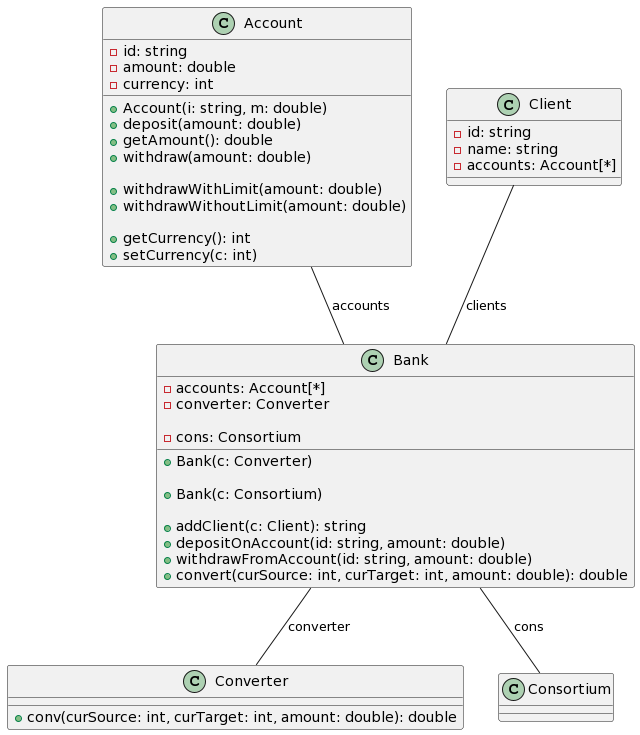 C Account
id: string
amount: double
currency: int
Account(i: string, m: double)
deposit(amount: double)
getAmount(): double
withdraw(amount: double)
withdrawWithLimit(amount: double)
withdrawWithoutLimit(amount: double)
getCurrency(): int
setCurrency(c: int)
C Client
id: string
name: string
accounts: Account[*]
accounts
clients
C Bank
accounts: Account[*]
converter: Converter
cons: Consortium
Bank(c: Converter)
Bank(c: Consortium)
addClient(c: Client): string
depositOnAccount(id: string, amount: double)
withdrawFromAccount(id: string, amount: double)
convert(curSource: int, curTarget: int, amount: double): double
converter
cons
C Converter
conv(curSource: int, curTarget: int, amount: double): double
C Consortium